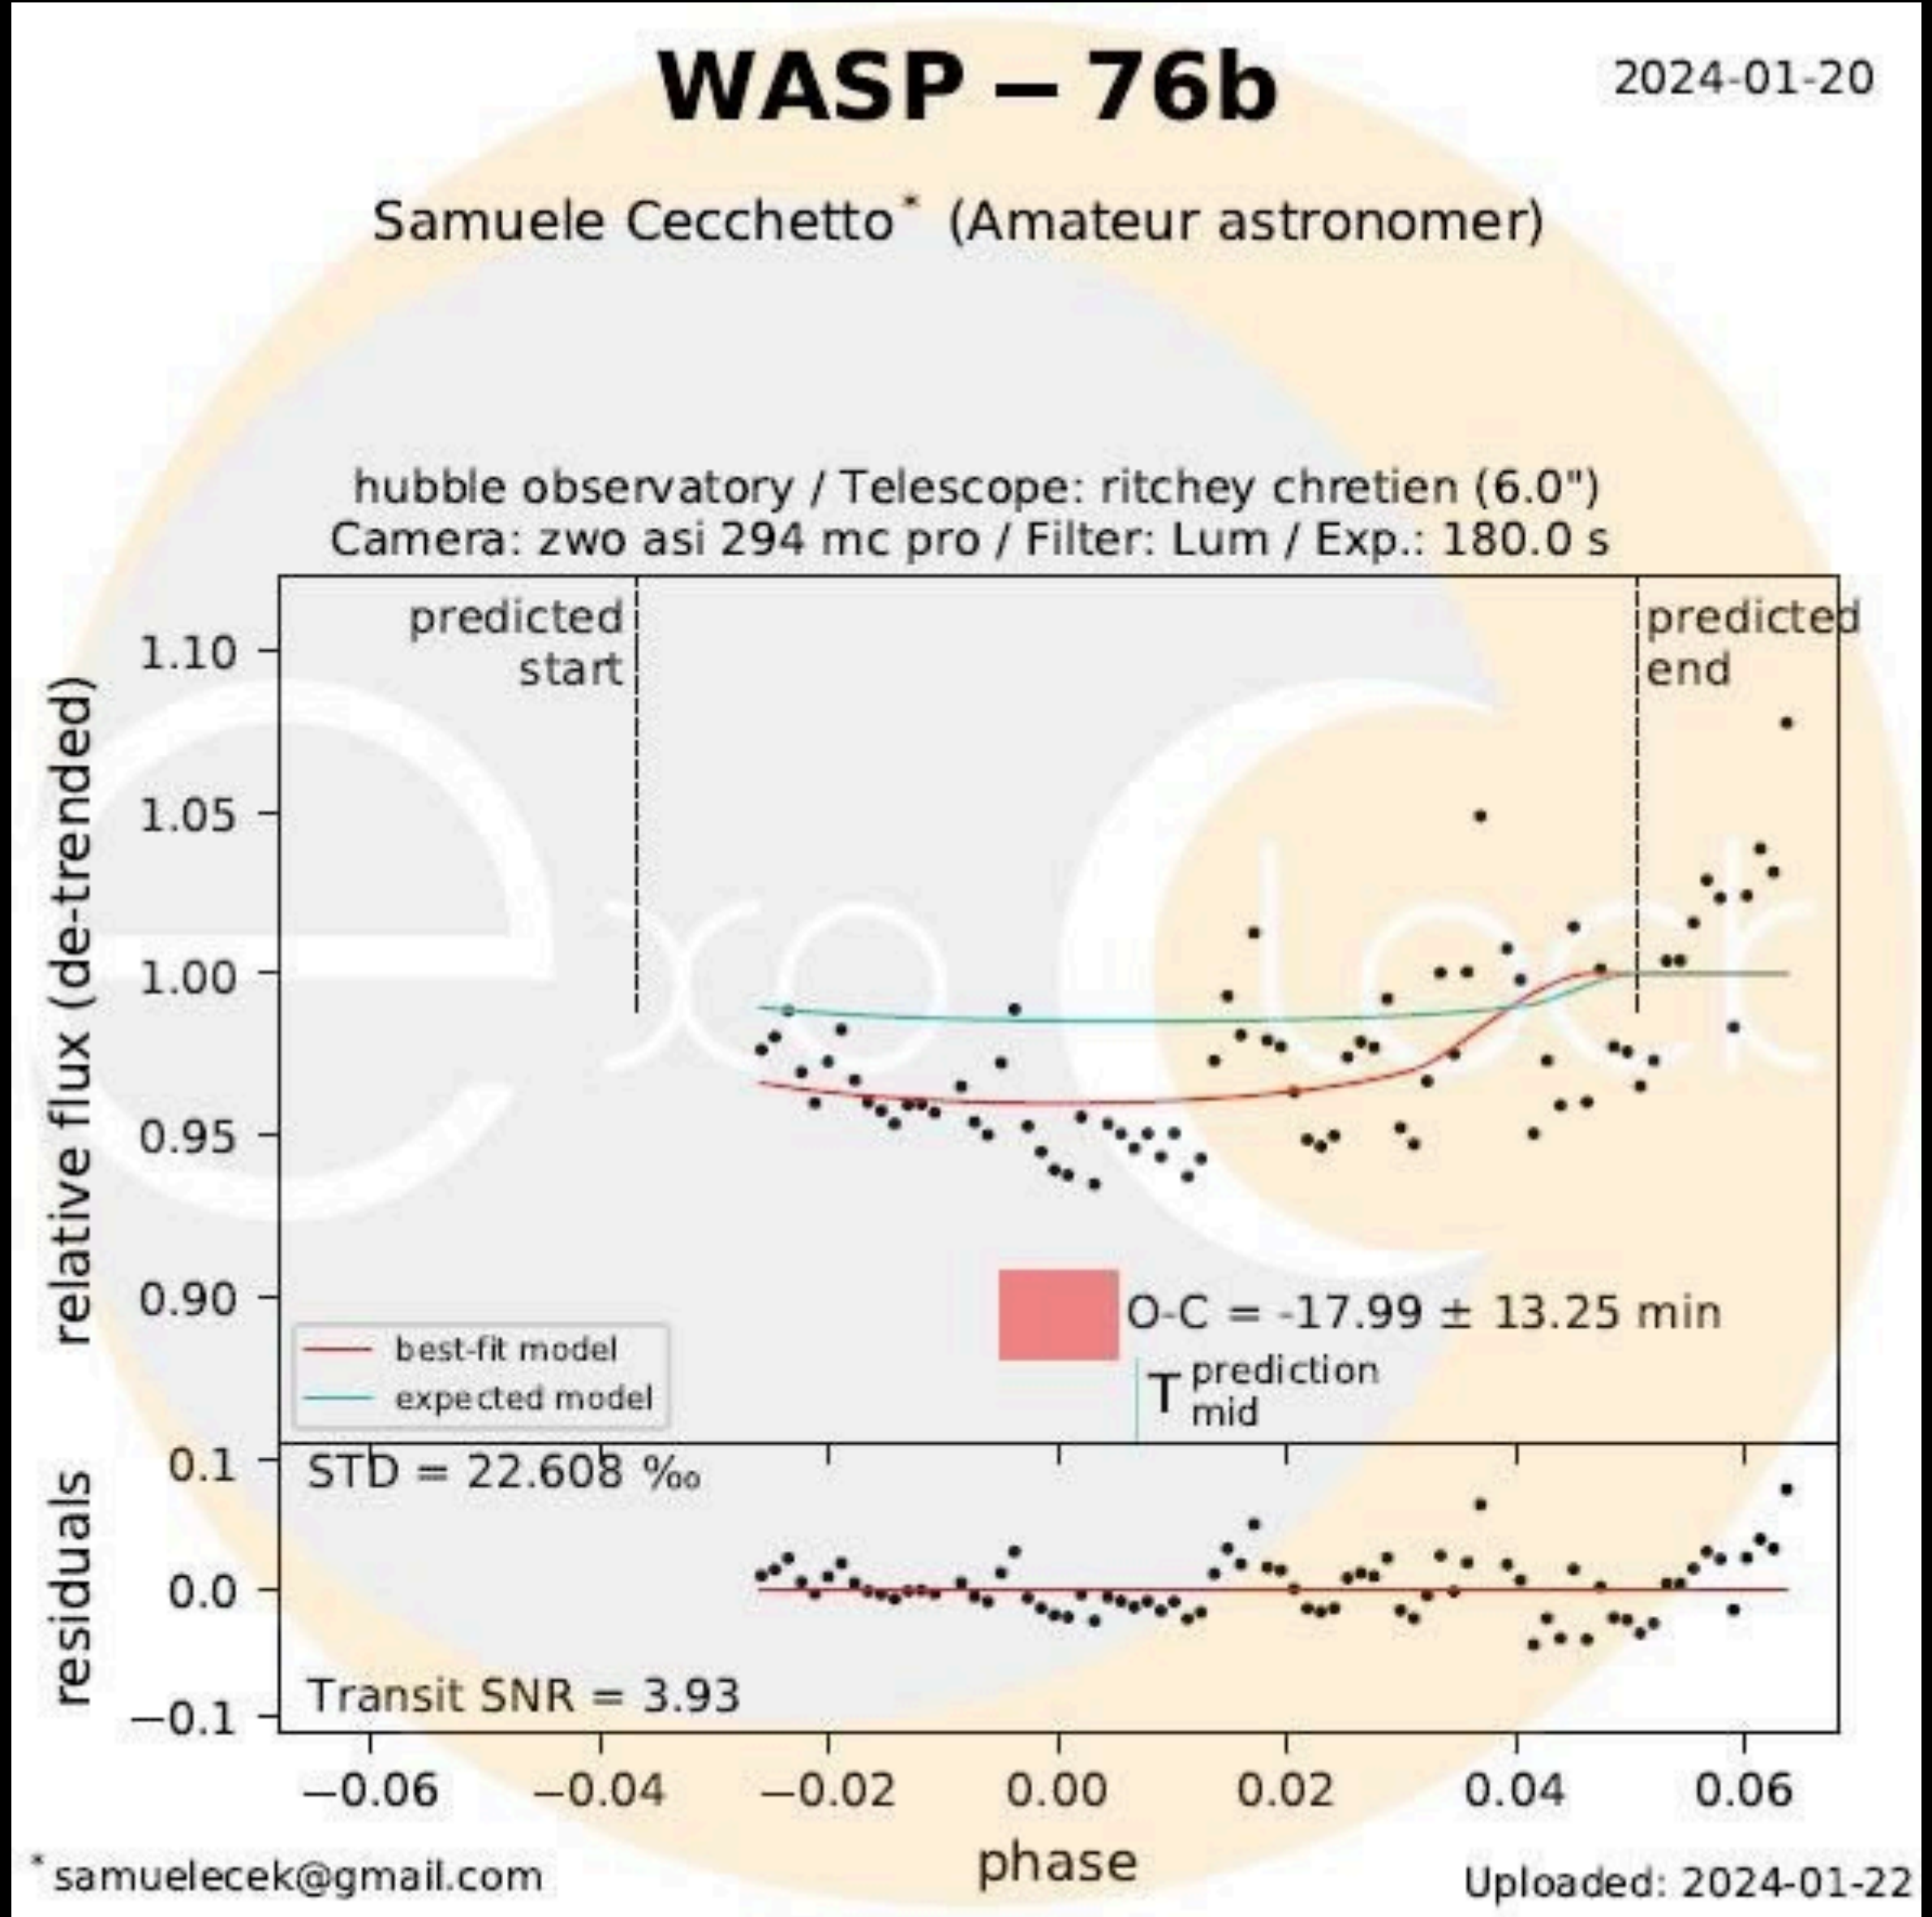 WASP – 76b
2024-01-20
Samuele Cecchetto* (Amateur astronomer)
hubble observatory / Telescope: ritchey chretien (6.0")
Camera: zwo asi 294 mc pro / Filter: Lum / Exp.: 180.0 s
predicted
start
predicted
end
relative flux (de-trended)
1.10
1.05
1.00
0.95
0.90
exo clock
O-C = -17.99 ± 13.25 min
T prediction
mid
best-fit model
expected model
residuals
0.1
0.0
−0.1
STD = 22.608 ‰
Transit SNR = 3.93
−0.06 −0.04 −0.02 0.00 0.02 0.04 0.06
phase
*samuelecek@gmail.com
Uploaded: 2024-01-22